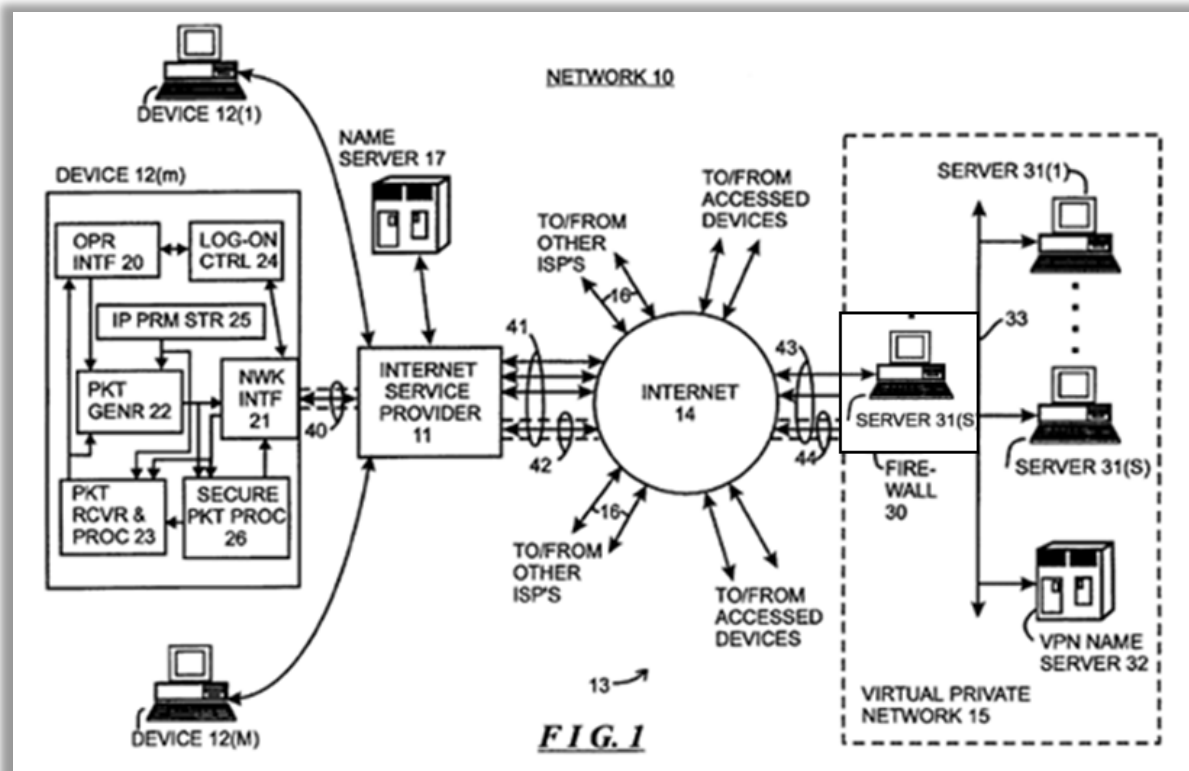 NETWORK 10
DEVICE 12(1)
NAME
SERVER 17
DEVICE 12(m)
OPR
INTF 20
LOG-ON
CTRL 24
IP PRM STR 25
PKT
GENR 22
NWK
INTF
21
PKT
RCVR &
PROC 23
SECURE
PKT PROC
26
40
INTERNET
SERVICE
PROVIDER
11
41
42
TO/FROM
OTHER
ISP'S
16
TO/FROM
ACCESSED
DEVICES
INTERNET
14
16
TO/FROM
OTHER
ISP'S
TO/FROM
ACCESSED
DEVICES
43
44
SERVER 31(S
FIRE-
WALL
30
33
SERVER 31(1)
SERVER 31(S)
VPN NAME
SERVER 32
VIRTUAL PRIVATE
NETWORK 15
DEVICE 12(M)
13
FIG. 1